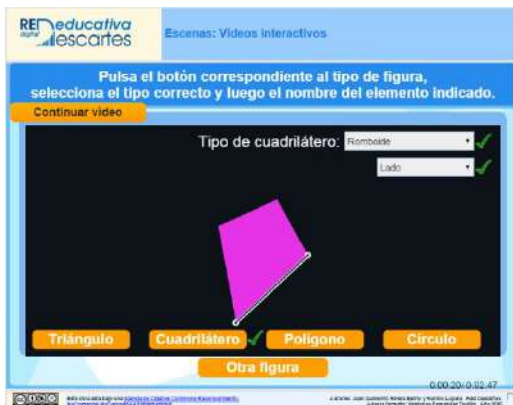 RED educativa
digital Descartes
Escenas: Videos interactivos
Pulsa el botón correspondiente al tipo de figura,
selecciona el tipo correcto y luego el nombre del elemento indicado.
Continuar video
Tipo de cuadrilátero: Romboide
Lado
Triángulo
Cuadrilátero
Polígono
Círculo
Otra figura
0:00:20/ 0:02:47